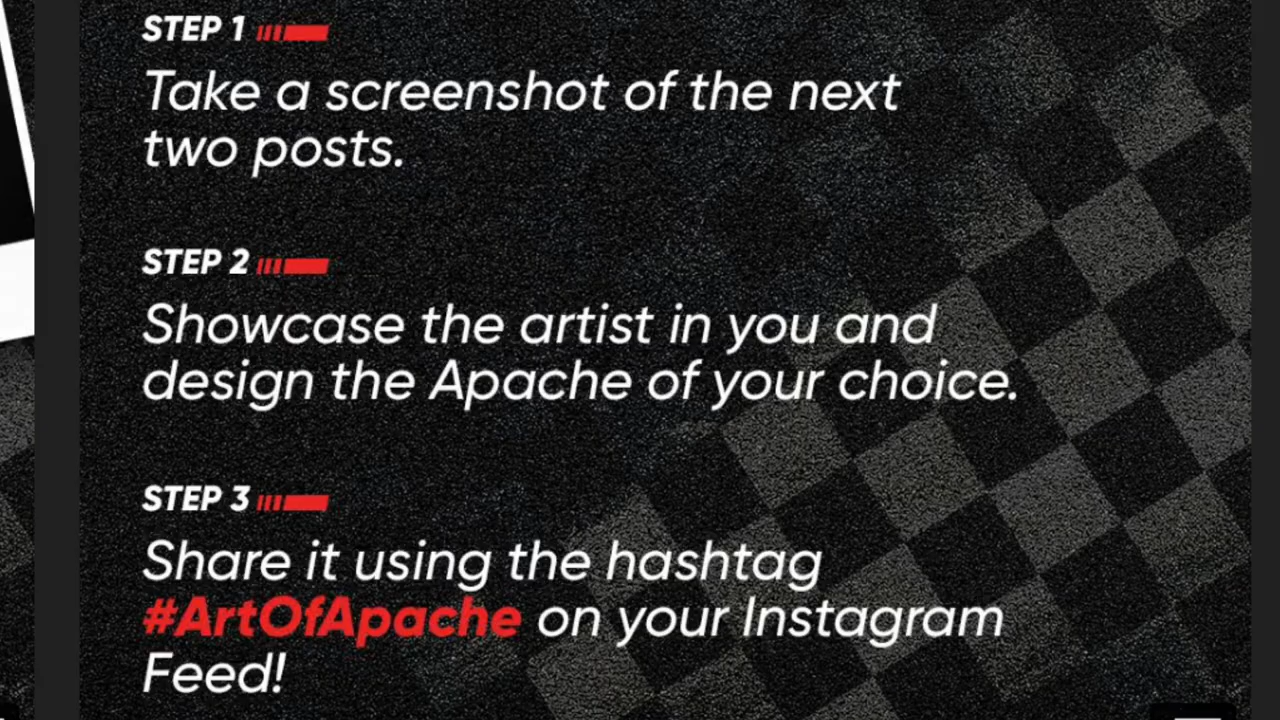 STEP 1
Take a screenshot of the next
two posts.
STEP 2
Showcase the artist in you and
design the Apache of your choice.
STEP 3
Share it using the hashtag
#ArtOfApache on your Instagram
Feed!